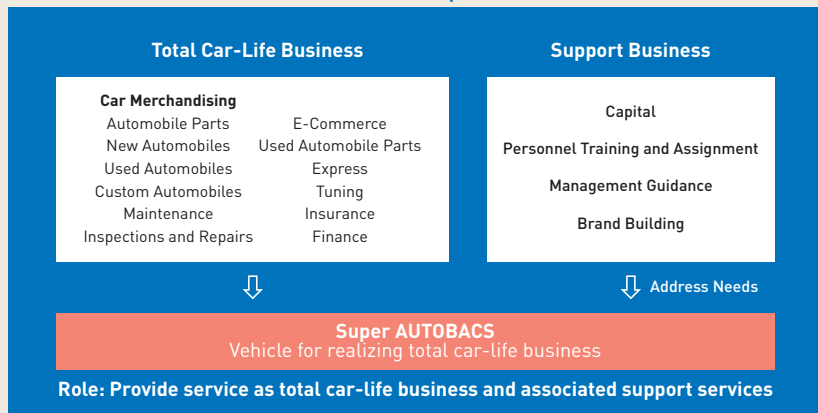 Total Car-Life Business
Car Merchandising
Automobile Parts
New Automobiles
Used Automobiles
Custom Automobiles
Maintenance
Inspections and Repairs
E-Commerce
Used Automobile Parts
Express
Tuning
Insurance
Finance
Support Business
Capital
Personnel Training and Assignment
Management Guidance
Brand Building
Address Needs
Super AUTOBACS
Vehicle for realizing total car-life business
Role: Provide service as total car-life business and associated support services